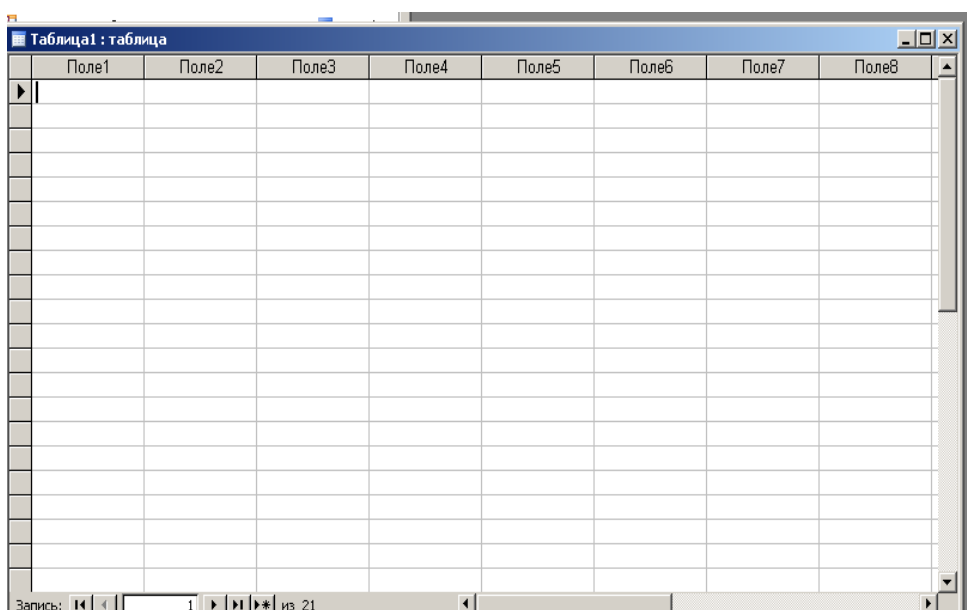 Таблица1 : таблица
Поле1 Поле2 Поле3 Поле4 Поле5 Поле6 Поле7 Поле8
Запись: 1 из 21